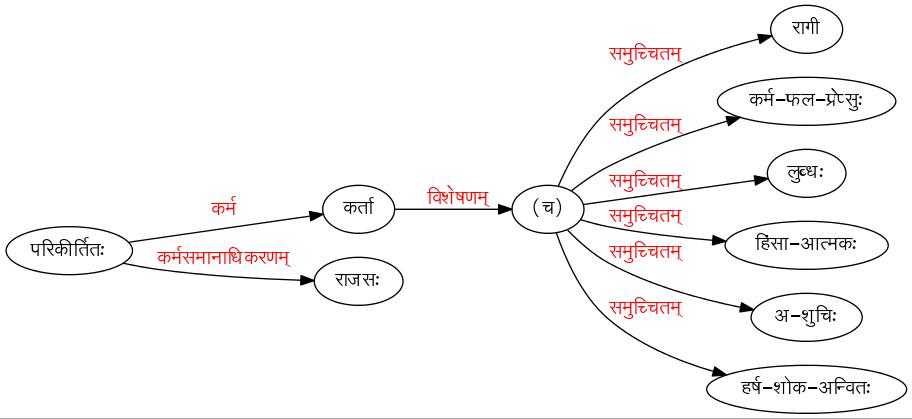 रागी
समुच्चितम्
कर्म-फल-प्रेप्सुः
समुच्चितम्
लुब्धः
समुच्चितम्
कर्म
कर्ता
विशेषणम्
(च)
समुच्चितम्
हिंसा-आत्मकः
परिकीर्तितः
कर्मसमानाधिकरणम्
राजसः
समुच्चितम्
अ-शुचिः
समुच्चितम्
हर्ष-शोक-अन्वितः